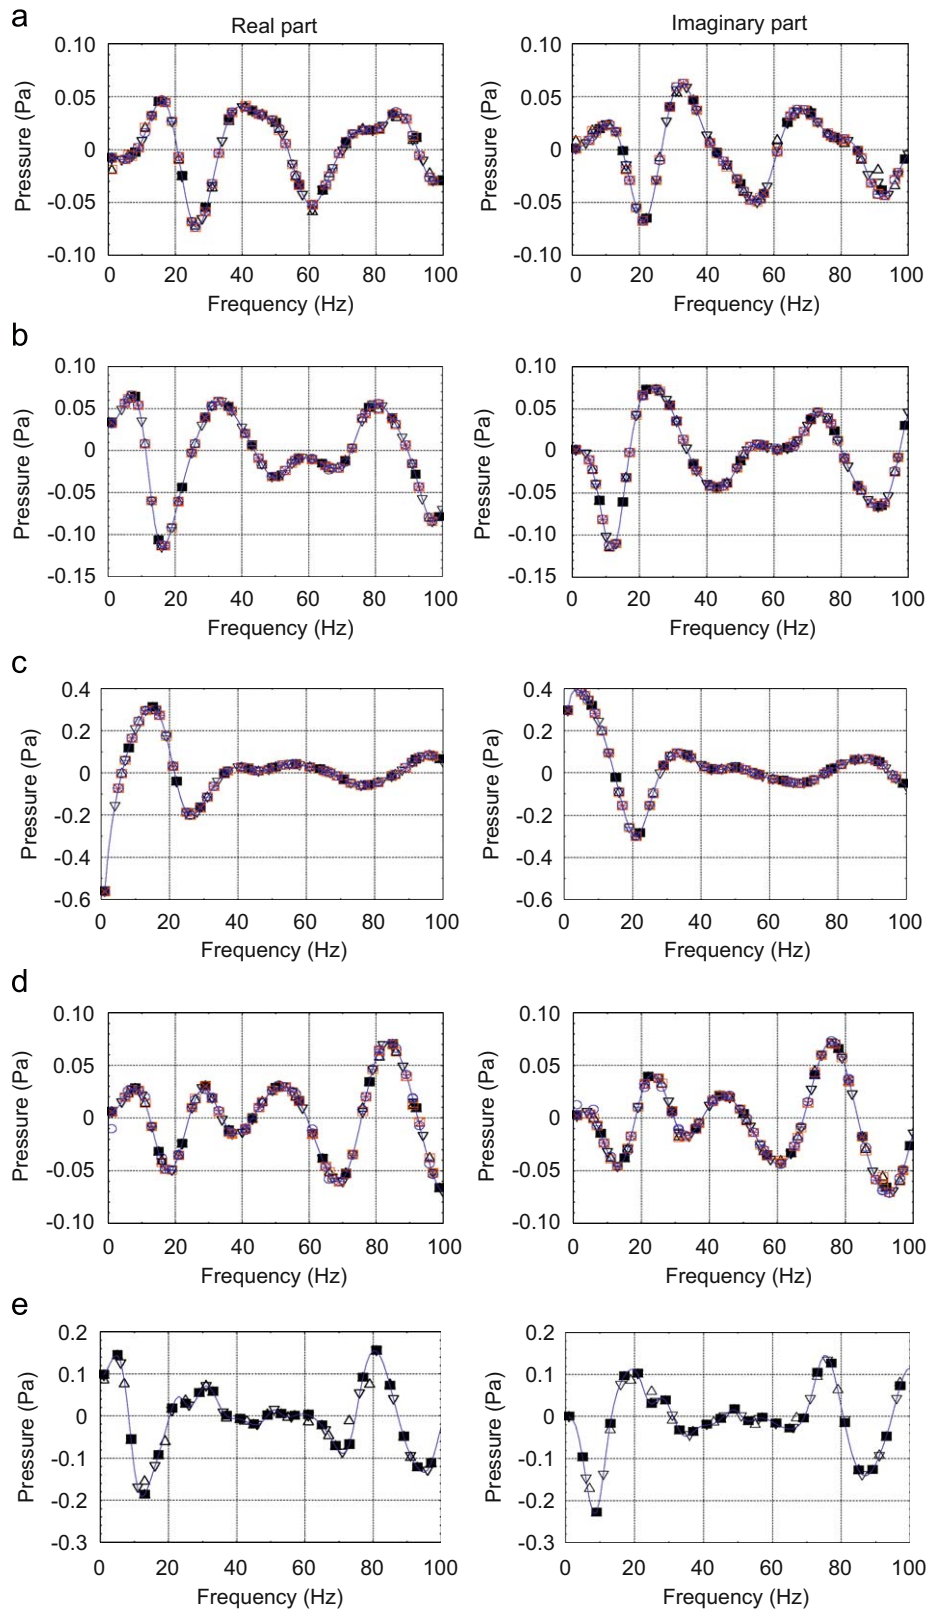 a
Real part
Imaginary part
0.10
0.05
0
-0.05
-0.10
Pressure (Pa)
0 20 40 60 80 100
Frequency (Hz)
0.10
0.05
0
-0.05
-0.10
Pressure (Pa)
0 20 40 60 80 100
Frequency (Hz)
b
0.10
0.05
0
-0.05
-0.10
-0.15
Pressure (Pa)
0 20 40 60 80 100
Frequency (Hz)
0.10
0.05
0
-0.05
-0.10
-0.15
Pressure (Pa)
0 20 40 60 80 100
Frequency (Hz)
c
0.4
0.2
0
-0.2
-0.4
-0.6
Pressure (Pa)
0 20 40 60 80 100
Frequency (Hz)
0.4
0.2
0
-0.2
-0.4
-0.6
Pressure (Pa)
0 20 40 60 80 100
Frequency (Hz)
d
0.10
0.05
0
-0.05
-0.10
Pressure (Pa)
0 20 40 60 80 100
Frequency (Hz)
0.10
0.05
0
-0.05
-0.10
Pressure (Pa)
0 20 40 60 80 100
Frequency (Hz)
e
0.2
0.1
0
-0.1
-0.2
-0.3
Pressure (Pa)
0 20 40 60 80 100
Frequency (Hz)
0.2
0.1
0
-0.1
-0.2
-0.3
Pressure (Pa)
0 20 40 60 80 100
Frequency (Hz)